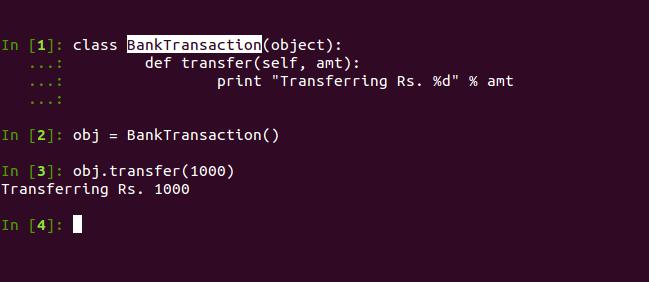 In [1]: class BankTransaction(object):
   ...:         def transfer(self, amt):
   ...:                 print "Transferring Rs. %d" % amt
   ...:
In [2]: obj = BankTransaction()
In [3]: obj.transfer(1000)
Transferring Rs. 1000
In [4]: